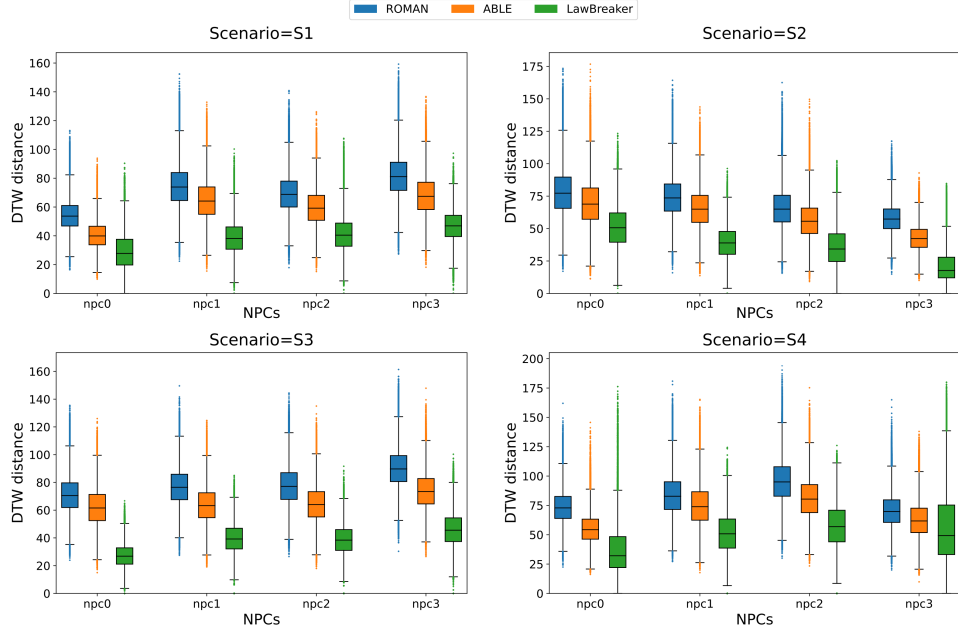 ROMAN ABLE LawBreaker
Scenario=S1
DTW distance
160
140
120
100
80
60
40
20
0
npc0 npc1 npc2 npc3
NPCs
Scenario=S2
DTW distance
175
150
125
100
75
50
25
0
npc0 npc1 npc2 npc3
NPCs
Scenario=S3
DTW distance
160
140
120
100
80
60
40
20
0
npc0 npc1 npc2 npc3
NPCs
Scenario=S4
DTW distance
200
175
150
125
100
75
50
25
0
npc0 npc1 npc2 npc3
NPCs